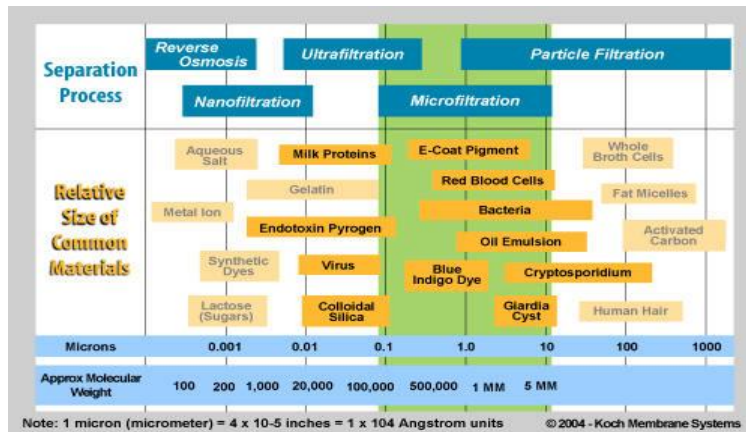 Separation
Process
Reverse
Osmosis
Ultrafiltration
Particle Filtration
Nanofiltration
Microfiltration
Relative
Size of
Common
Materials
Aqueous
Salt
Milk Proteins
E-Coat Pigment
Whole
Broth Cells
Gelatin
Red Blood Cells
Fat Micelles
Metal Ion
Endotoxin Pyrogen
Bacteria
Activated
Carbon
Oil Emulsion
Synthetic
Dyes
Virus
Blue
Indigo Dye
Cryptosporidium
Lactose
(Sugars)
Colloidal
Silica
Giardia
Cyst
Human Hair
Microns 0.001 0.01 0.1 1.0 10 100 1000
Approx Molecular
Weight
100 200 1,000 20,000 100,000 500,000 1 MM 5 MM
Note: 1 micron (micrometer) = 4 x 10-5 inches = 1 x 104 Angstrom units © 2004 - Koch Membrane Systems